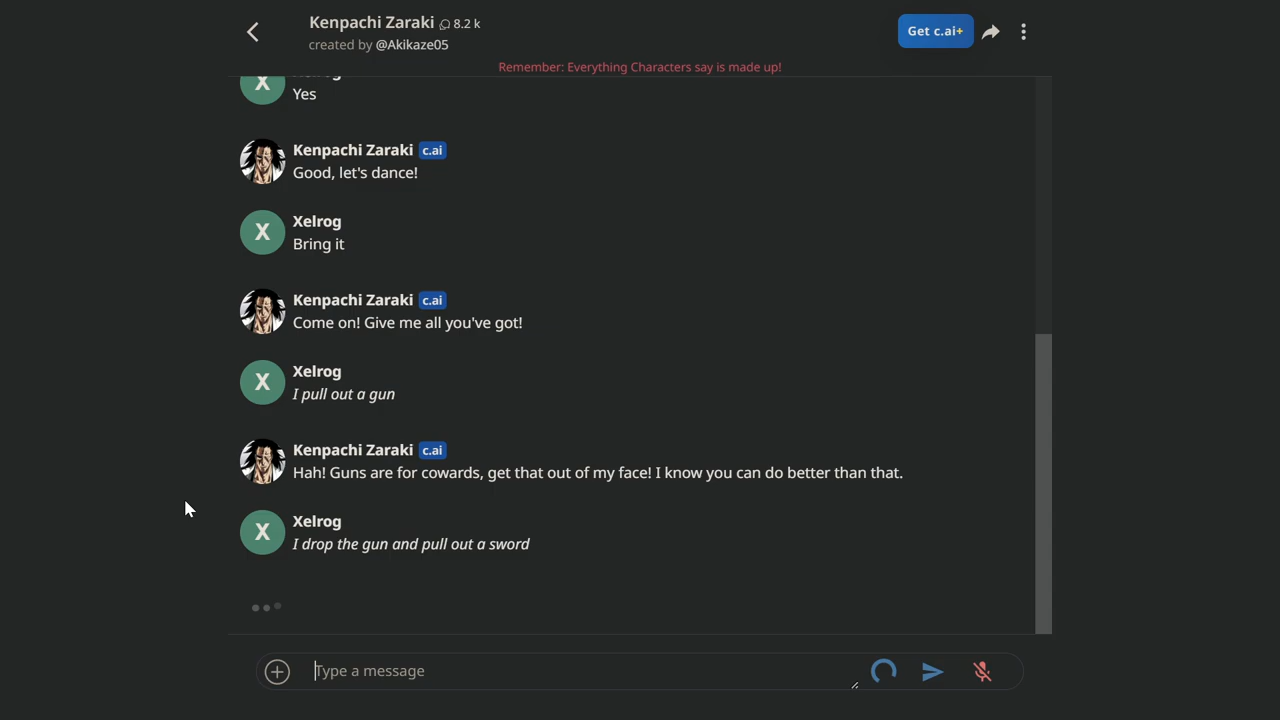 Kenpachi Zaraki 8.2 k
created by @Akikaze05
Get c.ai+
Remember: Everything Characters say is made up!
X Xelrog
Yes
Kenpachi Zaraki c.ai
Good, let's dance!
X Xelrog
Bring it
Kenpachi Zaraki c.ai
Come on! Give me all you've got!
X Xelrog
I pull out a gun
Kenpachi Zaraki c.ai
Hah! Guns are for cowards, get that out of my face! I know you can do better than that.
X Xelrog
I drop the gun and pull out a sword
Type a message